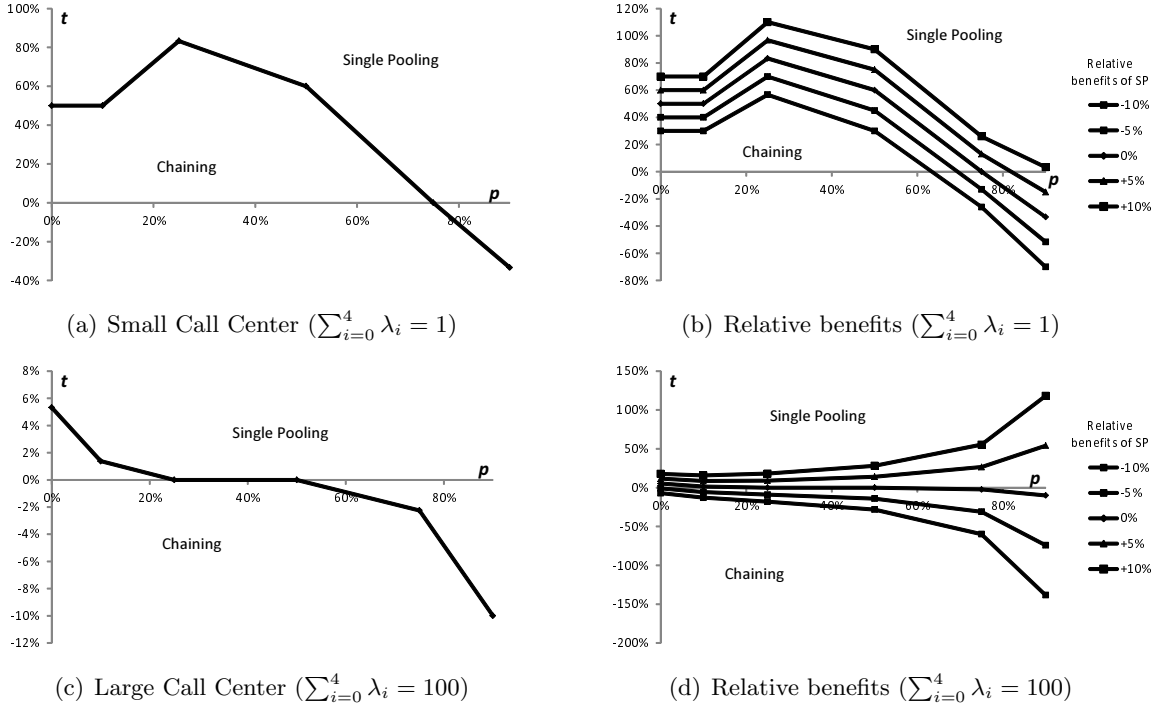 100%
80%
60%
40%
20%
0%
-20%
-40%
t
Single Pooling
Chaining
p
0%
20%
40%
60%
80%
(a) Small Call Center (∑⁴ᵢ₌₀ λᵢ = 1)
120%
100%
80%
60%
40%
20%
0%
-20%
-40%
-60%
-80%
t
Single Pooling
Chaining
p
0%
20%
40%
60%
80%
Relative
benefits of SP
-10%
-5%
0%
+5%
+10%
(b) Relative benefits (∑⁴ᵢ₌₀ λᵢ = 1)
8%
6%
4%
2%
0%
-2%
-4%
-6%
-8%
-10%
-12%
t
Single Pooling
p
0%
20%
40%
60%
80%
Chaining
(c) Large Call Center (∑⁴ᵢ₌₀ λᵢ = 100)
150%
100%
50%
0%
-50%
-100%
-150%
-200%
t
Single Pooling
p
0%
20%
40%
60%
80%
Chaining
Relative
benefits of SP
-10%
-5%
0%
+5%
+10%
(d) Relative benefits (∑⁴ᵢ₌₀ λᵢ = 100)